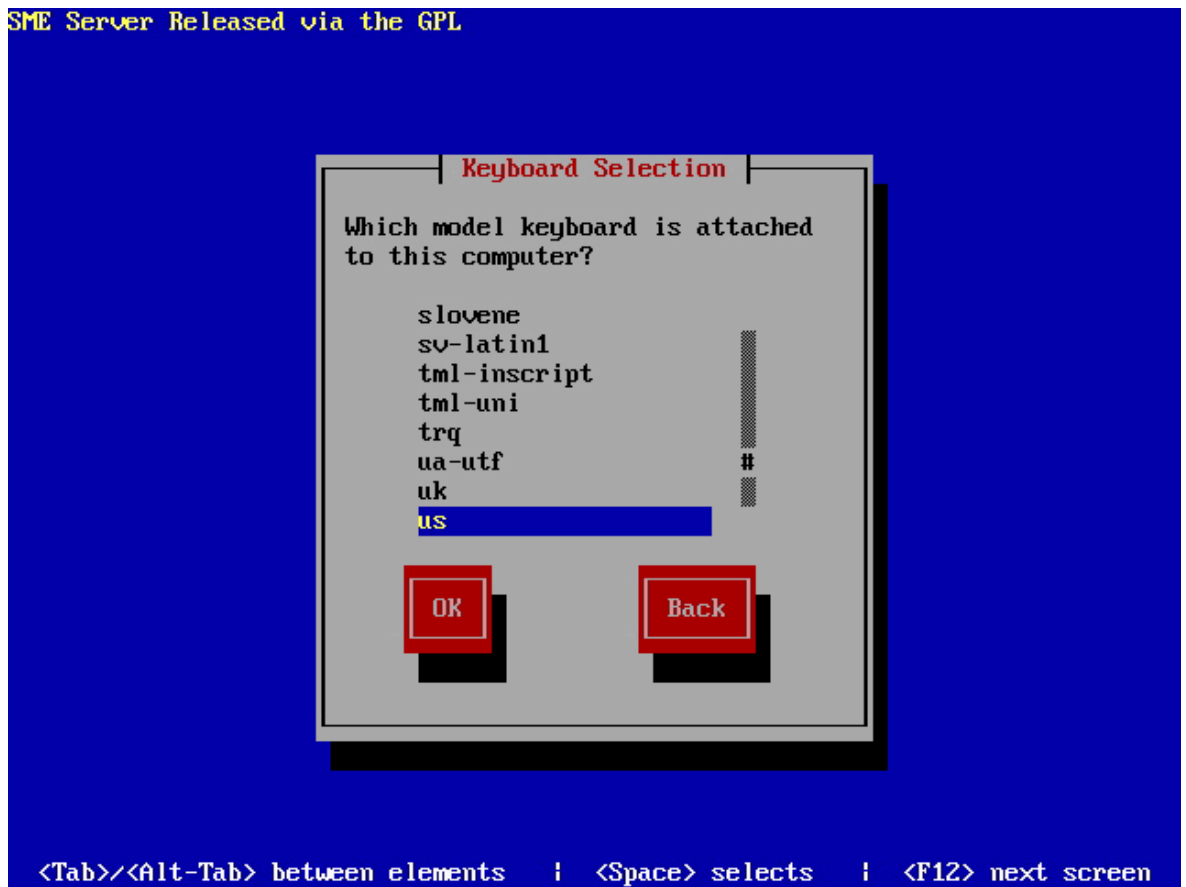 SME Server Released via the GPL
Keyboard Selection
Which model keyboard is attached
to this computer?
slovene
sv-latin1
tml-inscript
tml-uni
trq
ua-utf #
uk
us
OK Back
<Tab>/<Alt-Tab> between elements | <Space> selects | <F12> next screen